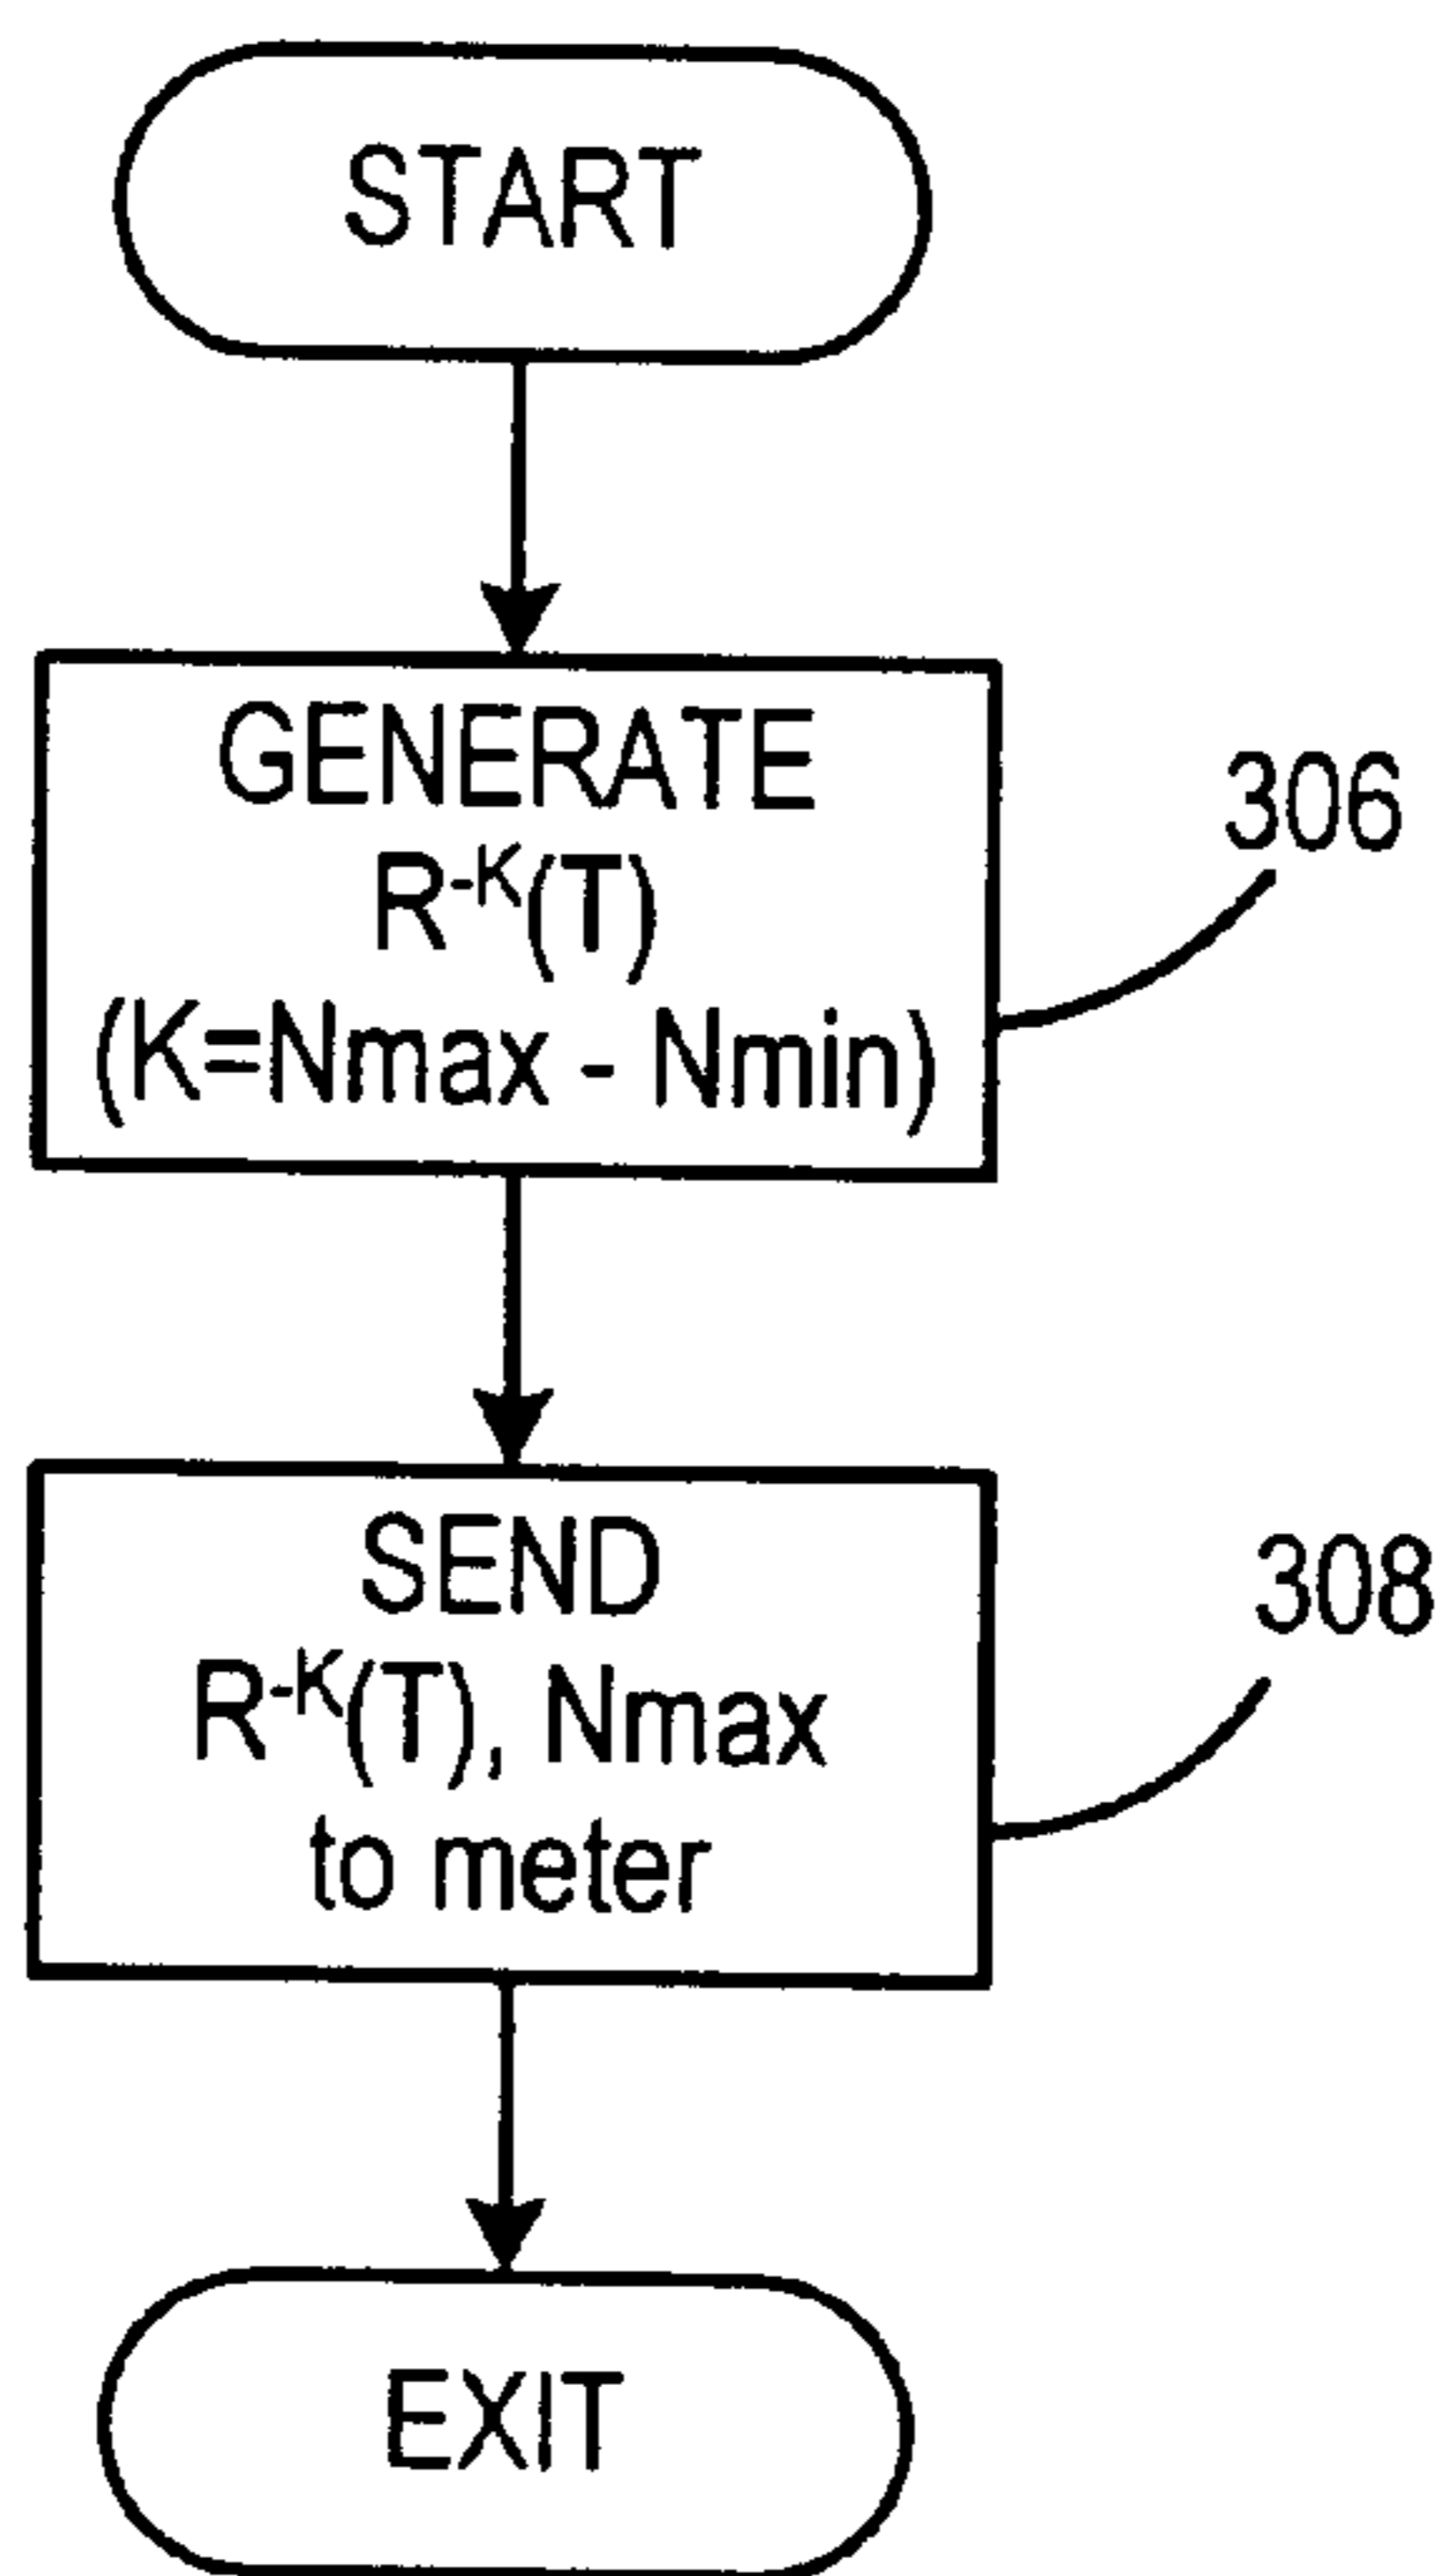 START
GENERATE
R⁻ᴷ(T)
(K=Nmax - Nmin)
306
SEND
R⁻ᴷ(T), Nmax
to meter
308
EXIT